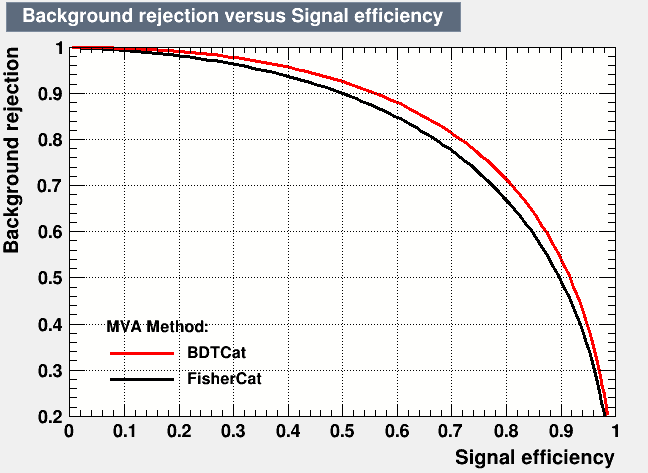 Background rejection versus Signal efficiency
Background rejection
1
0.9
0.8
0.7
0.6
0.5
0.4
0.3
0.2
MVA Method:
BDTCat
FisherCat
0 0.1 0.2 0.3 0.4 0.5 0.6 0.7 0.8 0.9 1
Signal efficiency